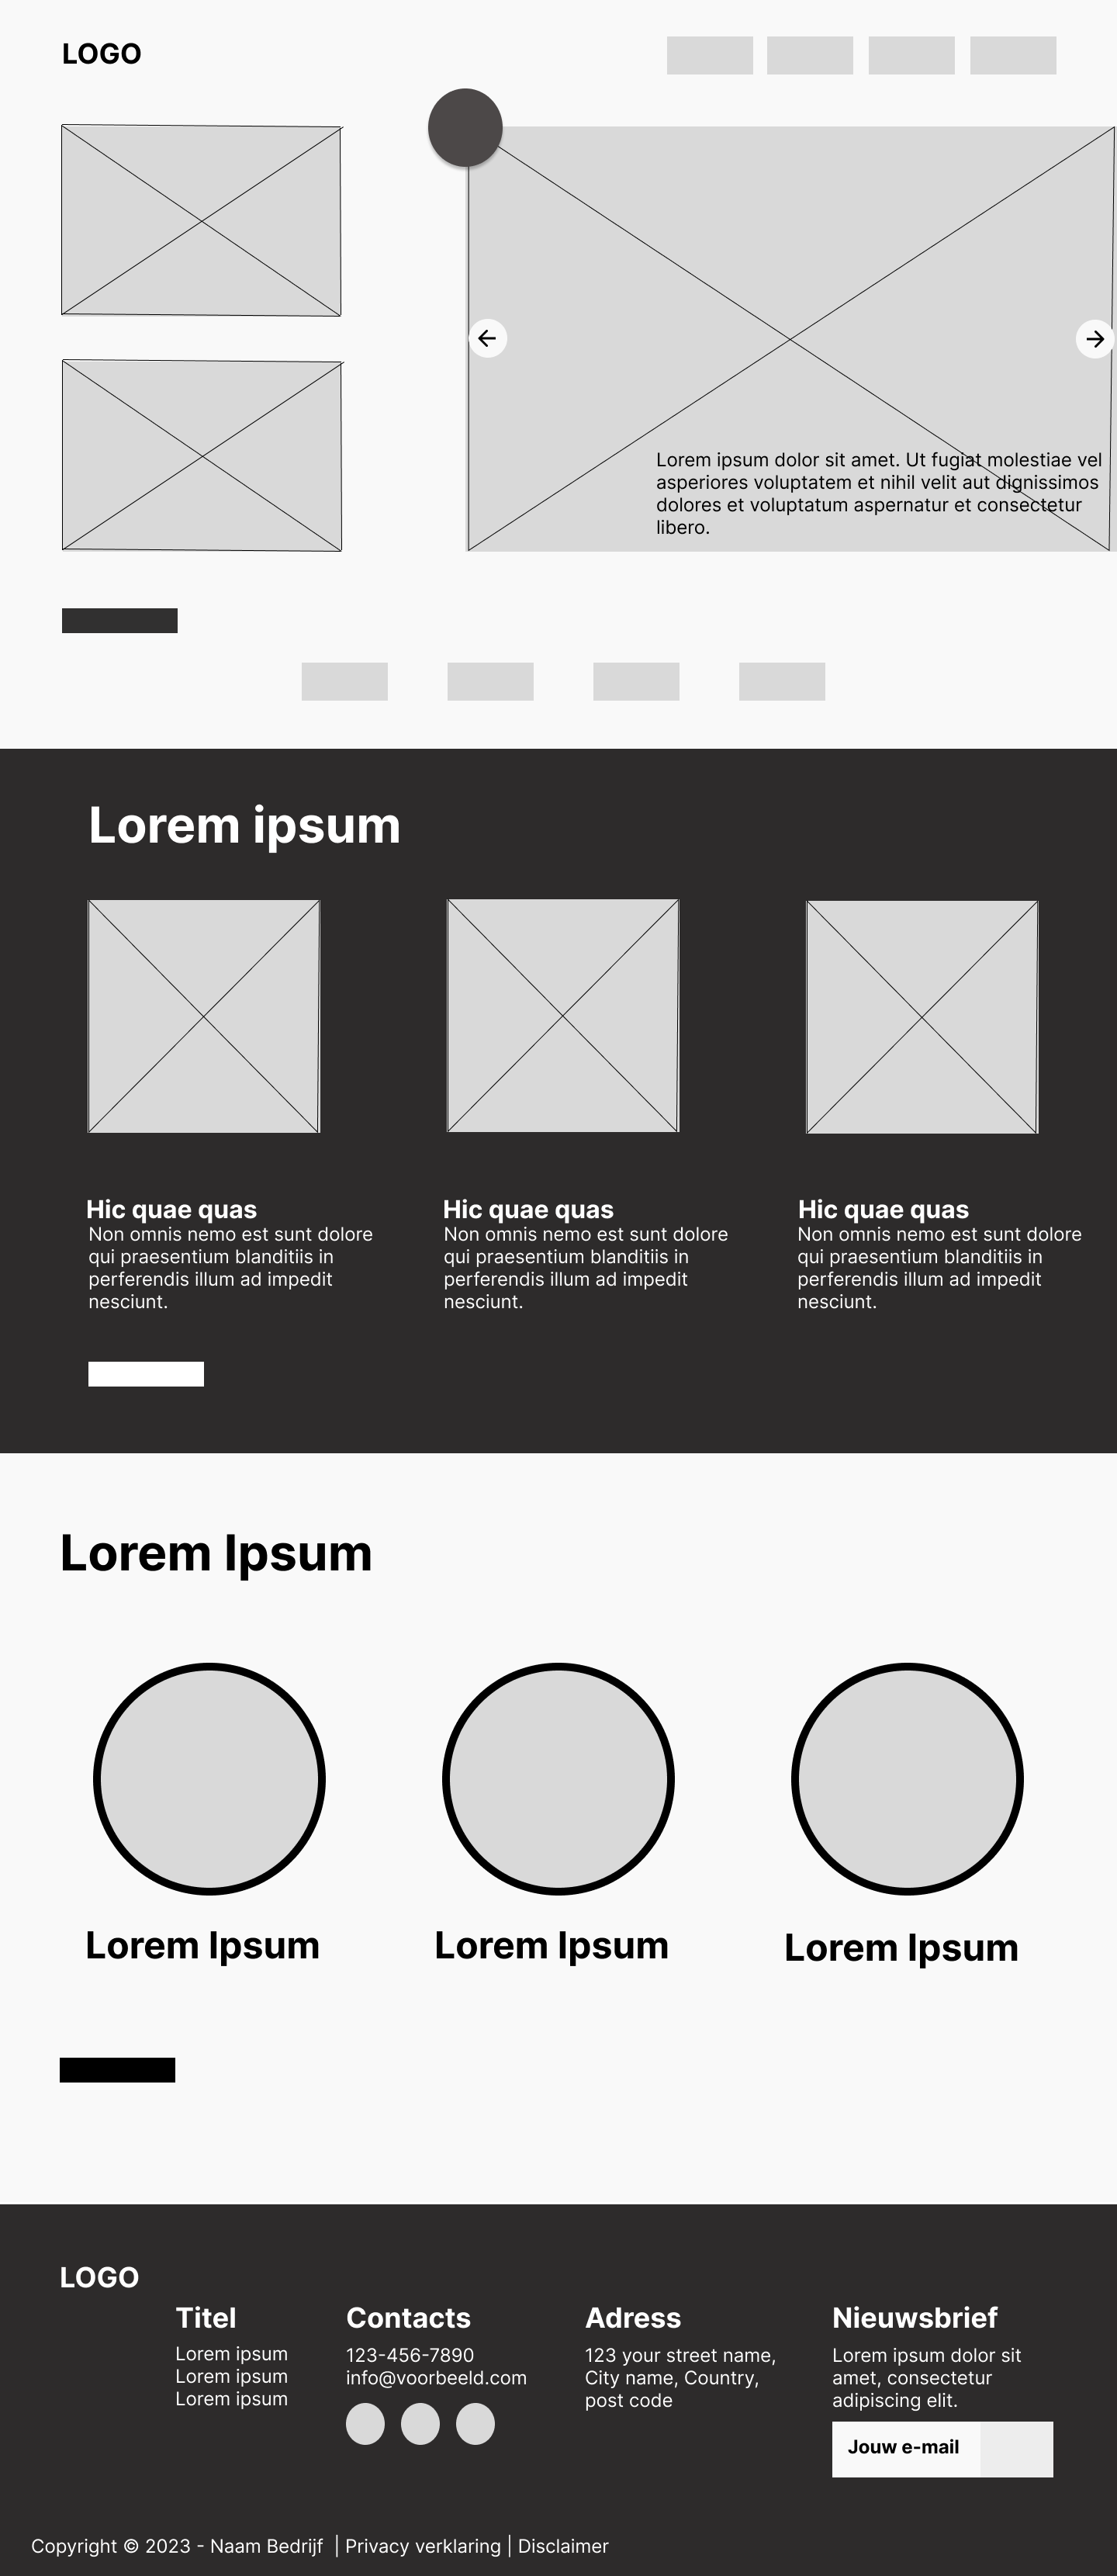 LOGO
Lorem ipsum dolor sit amet. Ut fugiat molestiae vel
asperiores voluptatem et nihil velit aut dignissimos
dolores et voluptatum aspernatur et consectetur
libero.
Lorem ipsum
Hic quae quas
Non omnis nemo est sunt dolore
qui praesentium blanditiis in
perferendis illum ad impedit
nesciunt.
Hic quae quas
Non omnis nemo est sunt dolore
qui praesentium blanditiis in
perferendis illum ad impedit
nesciunt.
Hic quae quas
Non omnis nemo est sunt dolore
qui praesentium blanditiis in
perferendis illum ad impedit
nesciunt.
Lorem Ipsum
Lorem Ipsum
Lorem Ipsum
Lorem Ipsum
LOGO
Titel
Lorem ipsum
Lorem ipsum
Lorem ipsum
Contacts
123-456-7890
info@voorbeeld.com
Adress
123 your street name,
City name, Country,
post code
Nieuwsbrief
Lorem ipsum dolor sit
amet, consectetur
adipiscing elit.
Jouw e-mail
Copyright © 2023 - Naam Bedrijf | Privacy verklaring | Disclaimer